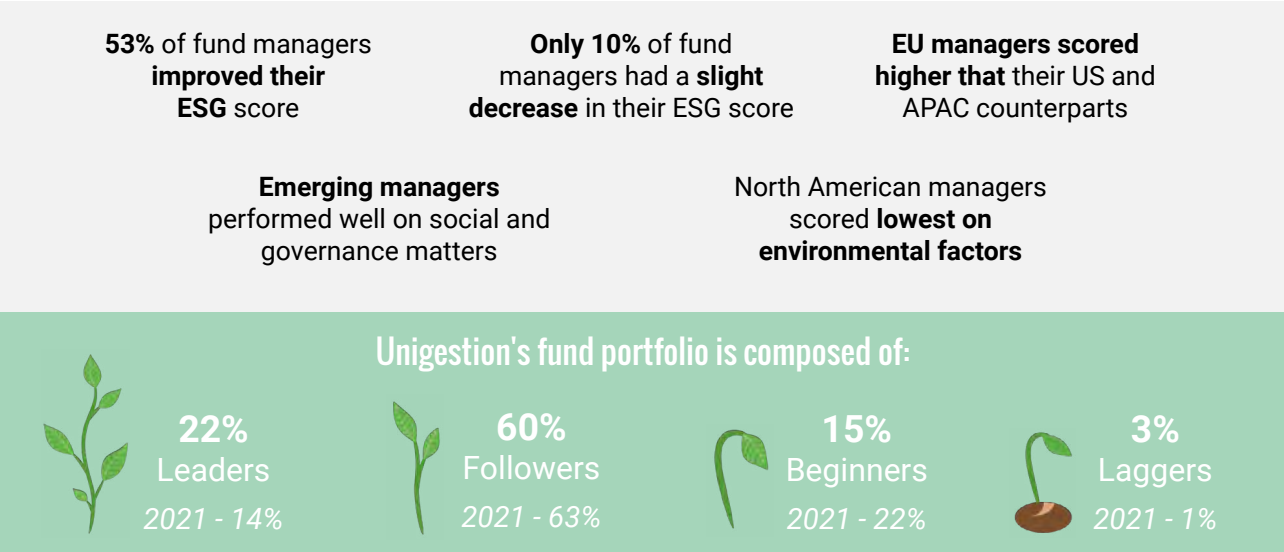 53% of fund managers
improved their
ESG score
Only 10% of fund
managers had a slight
decrease in their ESG score
EU managers scored
higher that their US and
APAC counterparts
Emerging managers
performed well on social and
governance matters
North American managers
scored lowest on
environmental factors
Unigestion's fund portfolio is composed of:
22%
Leaders
2021 - 14%
60%
Followers
2021 - 63%
15%
Beginners
2021 - 22%
3%
Laggers
2021 - 1%